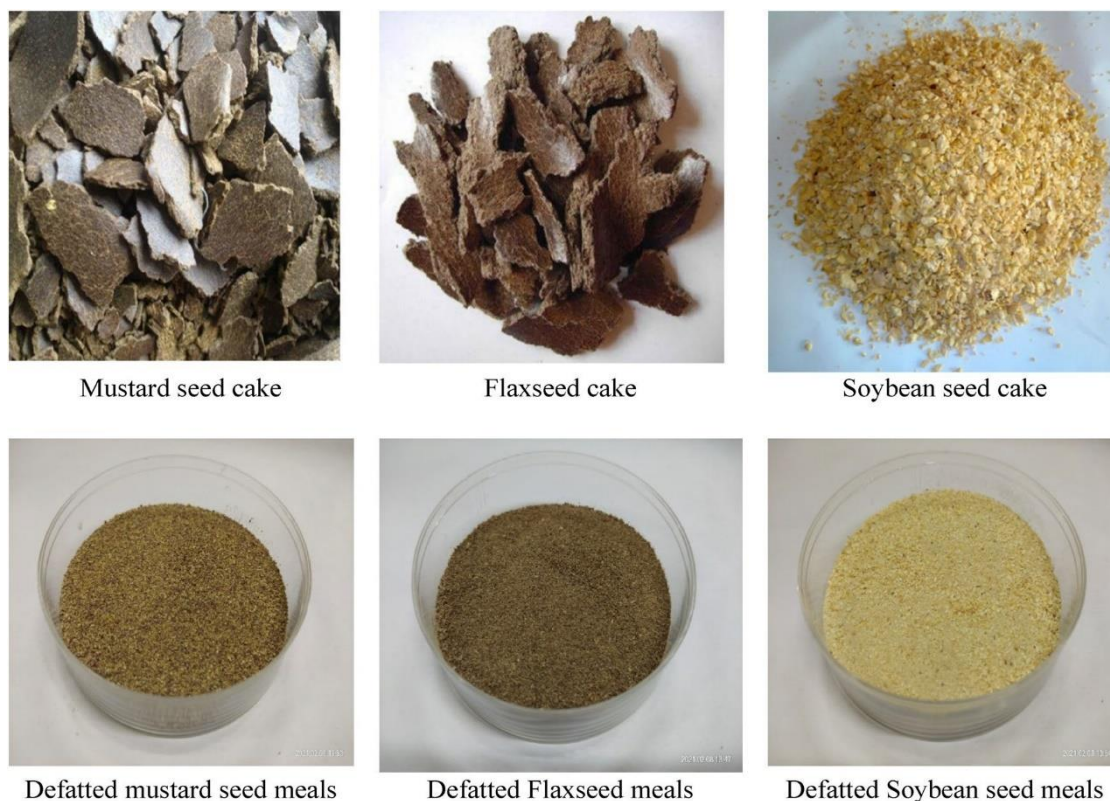 Mustard seed cake
Flaxseed cake
Soybean seed cake
Defatted mustard seed meals
Defatted Flaxseed meals
Defatted Soybean seed meals